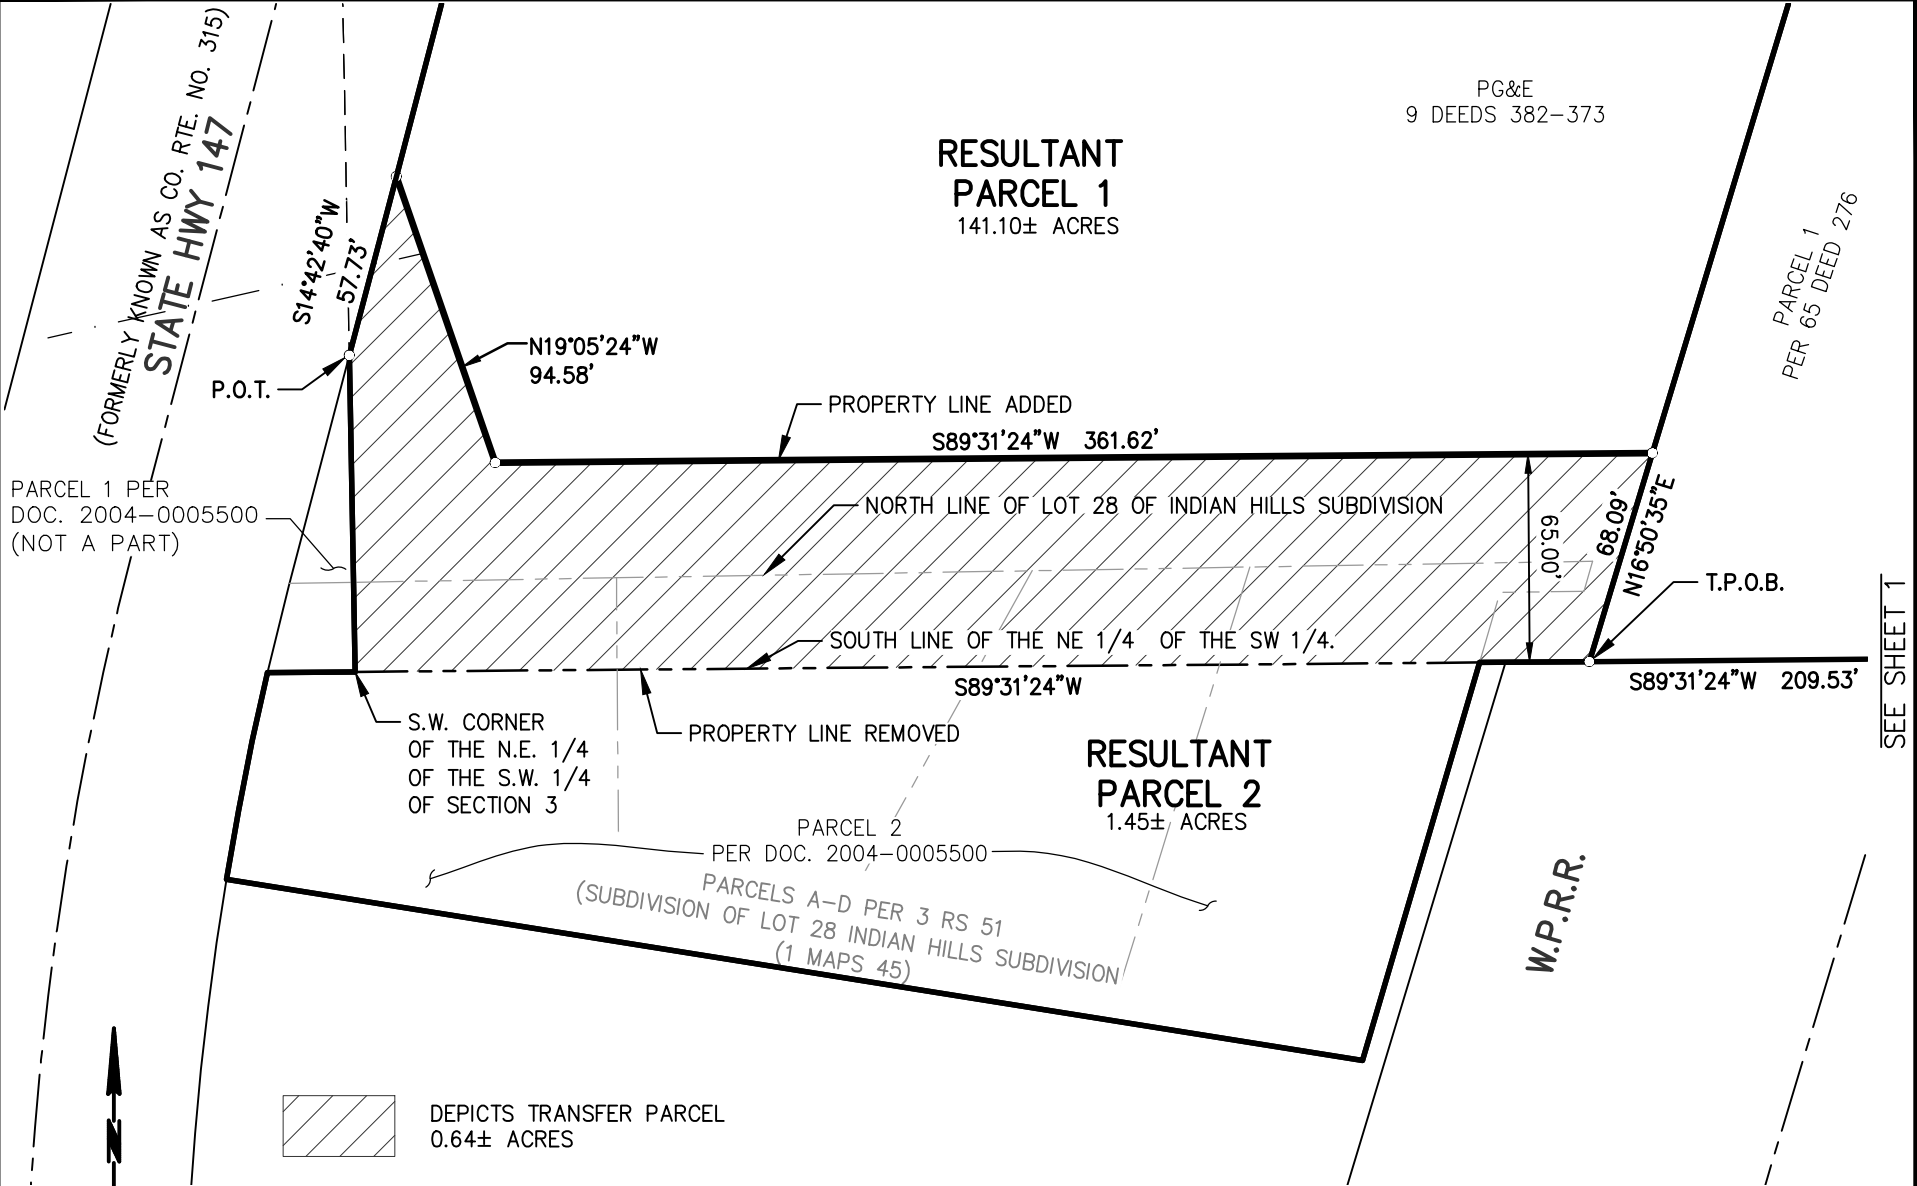 (FORMERLY KNOWN AS CO. RTE. NO. 315)
STATE HWY 147
PG&E
9 DEEDS 382-373
RESULTANT
PARCEL 1
141.10± ACRES
PARCEL 1
PER 65 DEED 276
S14°42'40"W
57.73'
P.O.T.
N19°05'24"W
94.58'
PROPERTY LINE ADDED
S89°31'24"W 361.62'
PARCEL 1 PER
DOC. 2004-0005500
(NOT A PART)
NORTH LINE OF LOT 28 OF INDIAN HILLS SUBDIVISION
65.00'
68.09'
N16°50'35"E
T.P.O.B.
SOUTH LINE OF THE NE 1/4 OF THE SW 1/4.
S89°31'24"W
S89°31'24"W 209.53'
SEE SHEET 1
S.W. CORNER
OF THE N.E. 1/4
OF THE S.W. 1/4
OF SECTION 3
PROPERTY LINE REMOVED
RESULTANT
PARCEL 2
1.45± ACRES
PARCEL 2
PER DOC. 2004-0005500
PARCELS A-D PER 3 RS 51
(SUBDIVISION OF LOT 28 INDIAN HILLS SUBDIVISION
(1 MAPS 45)
W.P.R.R.
N
DEPICTS TRANSFER PARCEL
0.64± ACRES